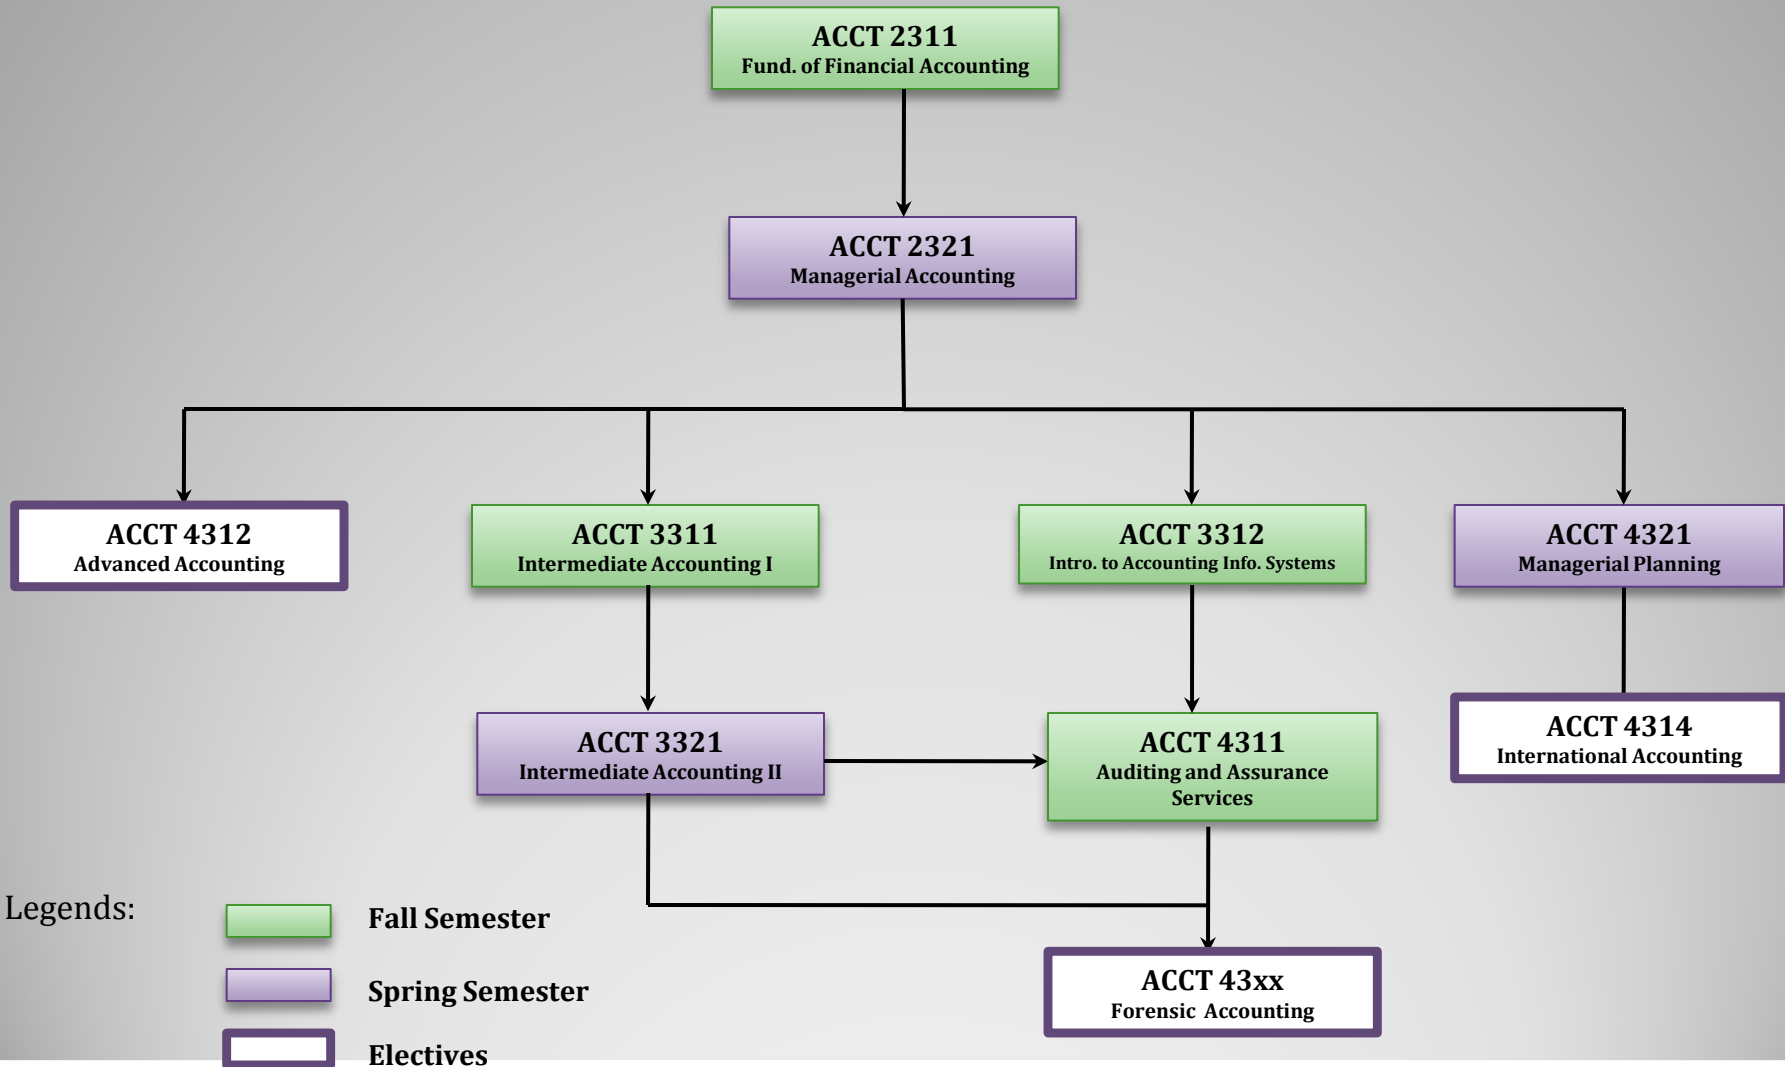 ACCT 2311
Fund. of Financial Accounting
ACCT 2321
Managerial Accounting
ACCT 4312
Advanced Accounting
ACCT 3311
Intermediate Accounting I
ACCT 3312
Intro. to Accounting Info. Systems
ACCT 4321
Managerial Planning
ACCT 3321
Intermediate Accounting II
ACCT 4311
Auditing and Assurance
Services
ACCT 4314
International Accounting
Legends:
Fall Semester
Spring Semester
Electives
ACCT 43xx
Forensic Accounting